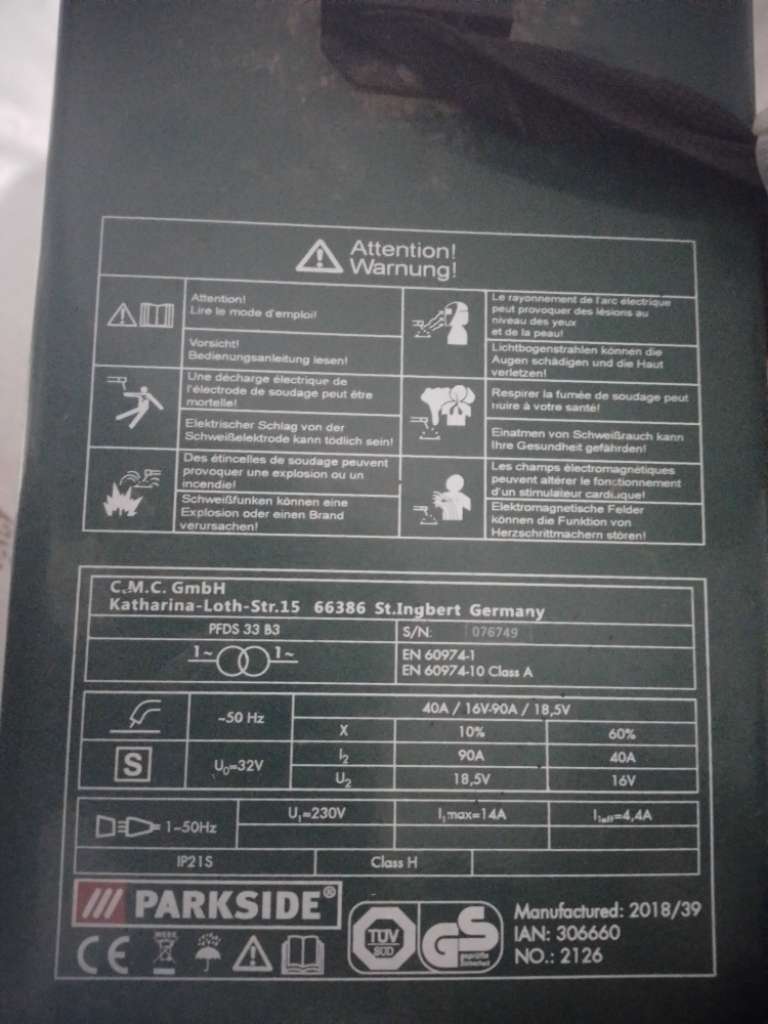 Attention!
Warnung!
Attention!
Lire le mode d'emploi!
Vorsicht!
Bedienungsanleitung lesen!
Une décharge électrique de
l'électrode de soudage peut être
mortelle!
Elektrischer Schlag von der
Schweißelektrode kann tödlich sein!
Des étincelles de soudage peuvent
provoquer une explosion ou un
incendie!
Schweißfunken können eine
Explosion oder einen Brand
verursachen!
Le rayonnement de l'arc électrique
peut provoquer des lésions au
niveau des yeux
et de la peau!
Lichtbogenstrahlen können die
Augen schädigen und die Haut
verletzen!
Respirer la fumée de soudage peut
nuire à votre santé!
Einatmen von Schweißrauch kann
Ihre Gesundheit gefährden!
Les champs électromagnétiques
peuvent altérer le fonctionnement
d'un stimulateur cardiaque!
Elektromagnetische Felder
können die Funktion von
Herzschrittmachern stören!
C.M.C. GmbH
Katharina-Loth-Str.15 66386 St.Ingbert Germany
PFDS 33 B3
S/N: 076749
1~ 1~
EN 60974-1
EN 60974-10 Class A
~50 Hz
40A / 16V-90A / 18,5V
X 10% 60%
S
U0=32V
I2 90A 40A
U2 18,5V 16V
1~50Hz
U1=230V I1max=14A I1eff=4,4A
IP21S Class H
PARKSIDE®
CE WEEE
TÜV
SÜD
GS
geprüfte
Sicherheit
Manufactured: 2018/39
IAN: 306660
NO.: 2126